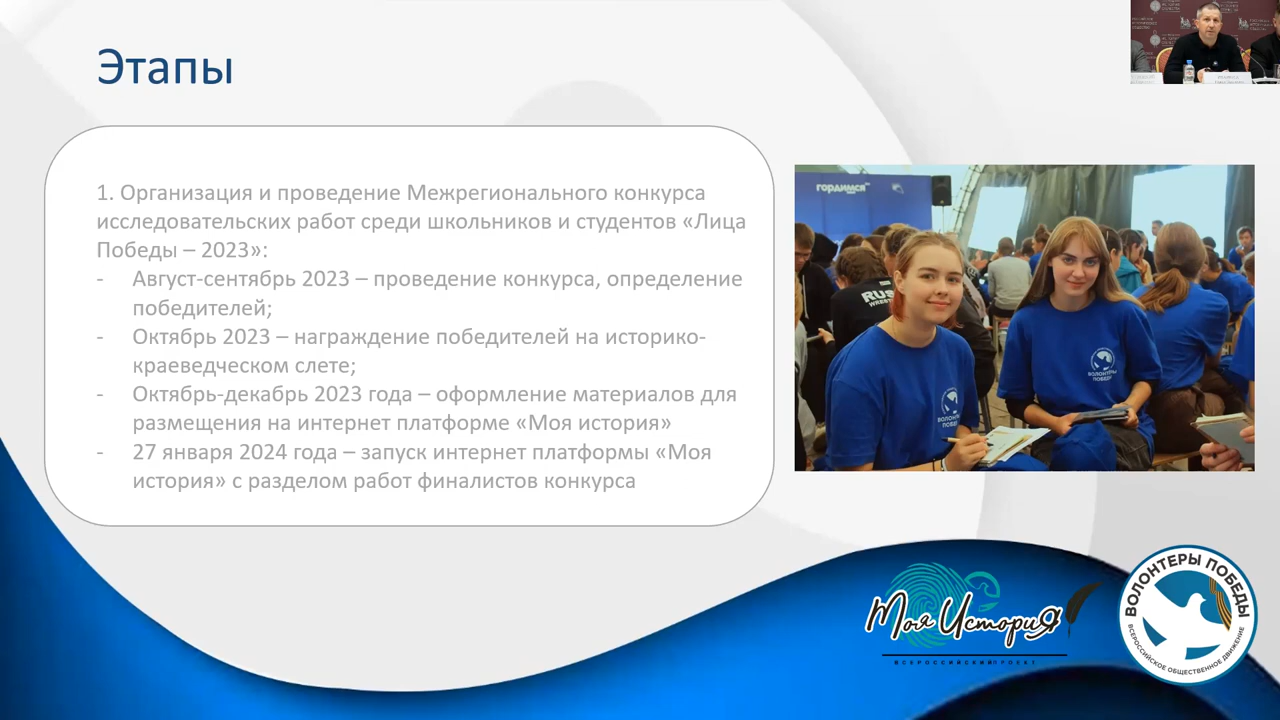 Этапы
1. Организация и проведение Межрегионального конкурса
исследовательских работ среди школьников и студентов «Лица
Победы – 2023»:
- Август-сентябрь 2023 – проведение конкурса, определение
победителей;
- Октябрь 2023 – награждение победителей на историко-
краеведческом слете;
- Октябрь-декабрь 2023 года – оформление материалов для
размещения на интернет платформе «Моя история»
- 27 января 2024 года – запуск интернет платформы «Моя
история» с разделом работ финалистов конкурса
гордимся
RUS
ВОЛОНТЁРЫ
ПОБЕДЫ
Моя История
ВСЕРОССИЙСКИЙ ПРОЕКТ
ВОЛОНТЕРЫ ПОБЕДЫ
ВСЕРОССИЙСКОЕ ОБЩЕСТВЕННОЕ ДВИЖЕНИЕ